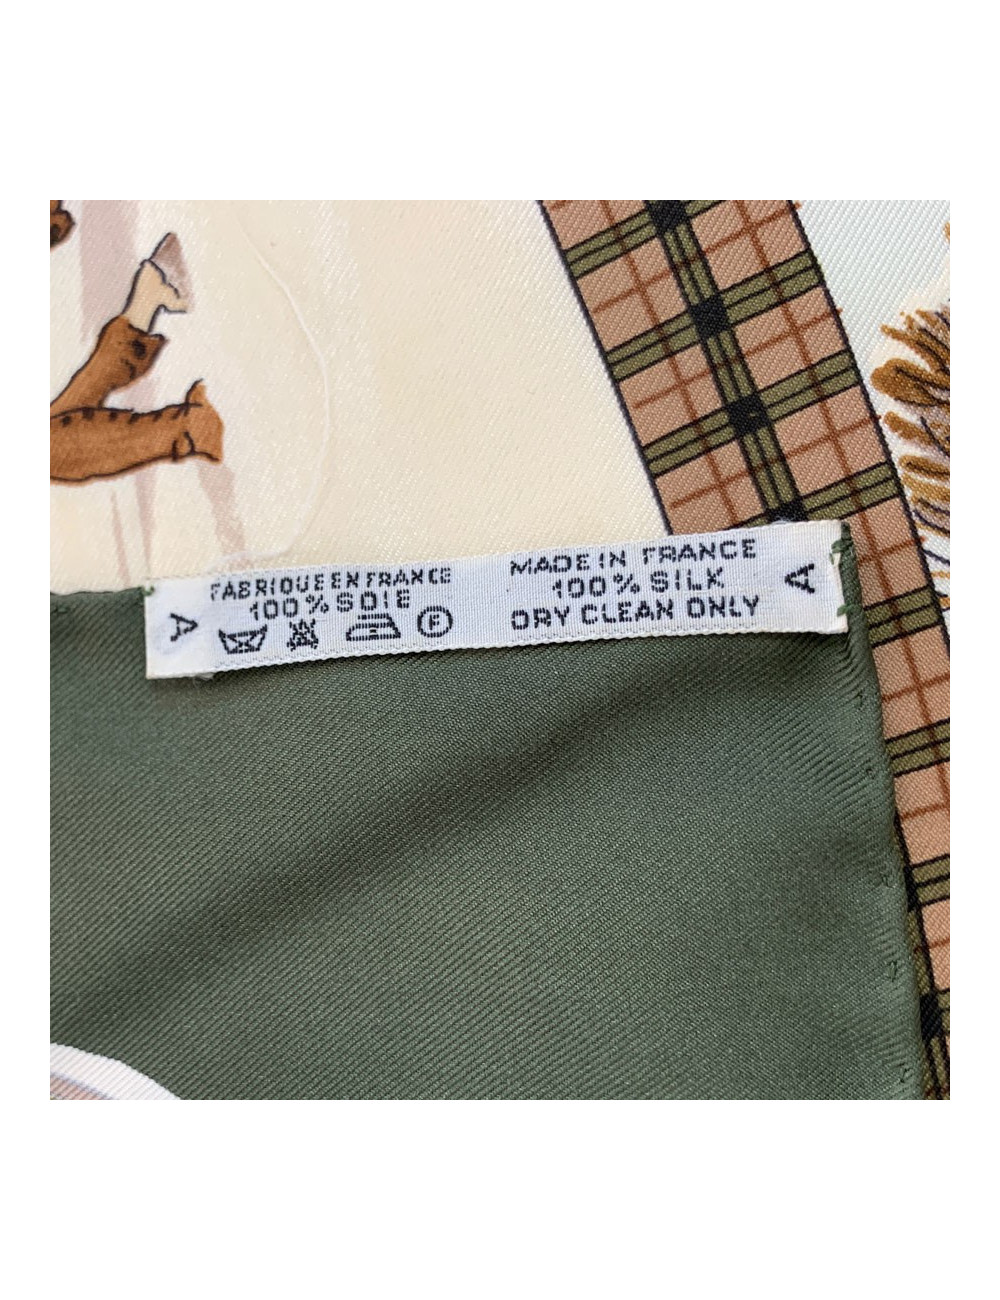 A
FABRIQUE EN FRANCE
100% SOIE
F
MADE IN FRANCE
100% SILK
DRY CLEAN ONLY
A